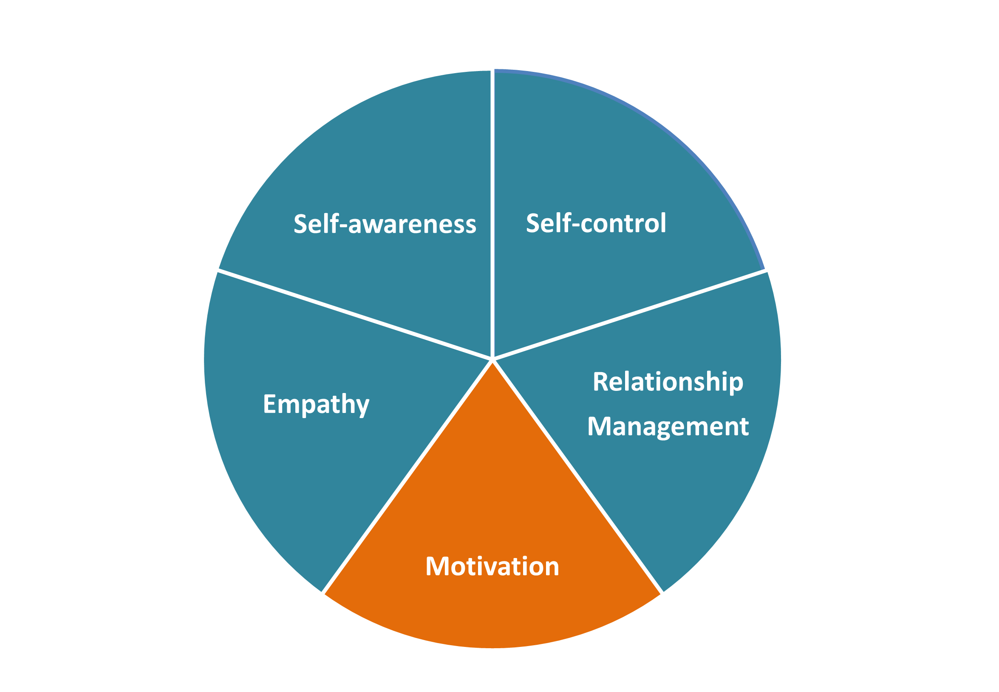 Self-awareness
Self-control
Relationship
Management
Empathy
Motivation